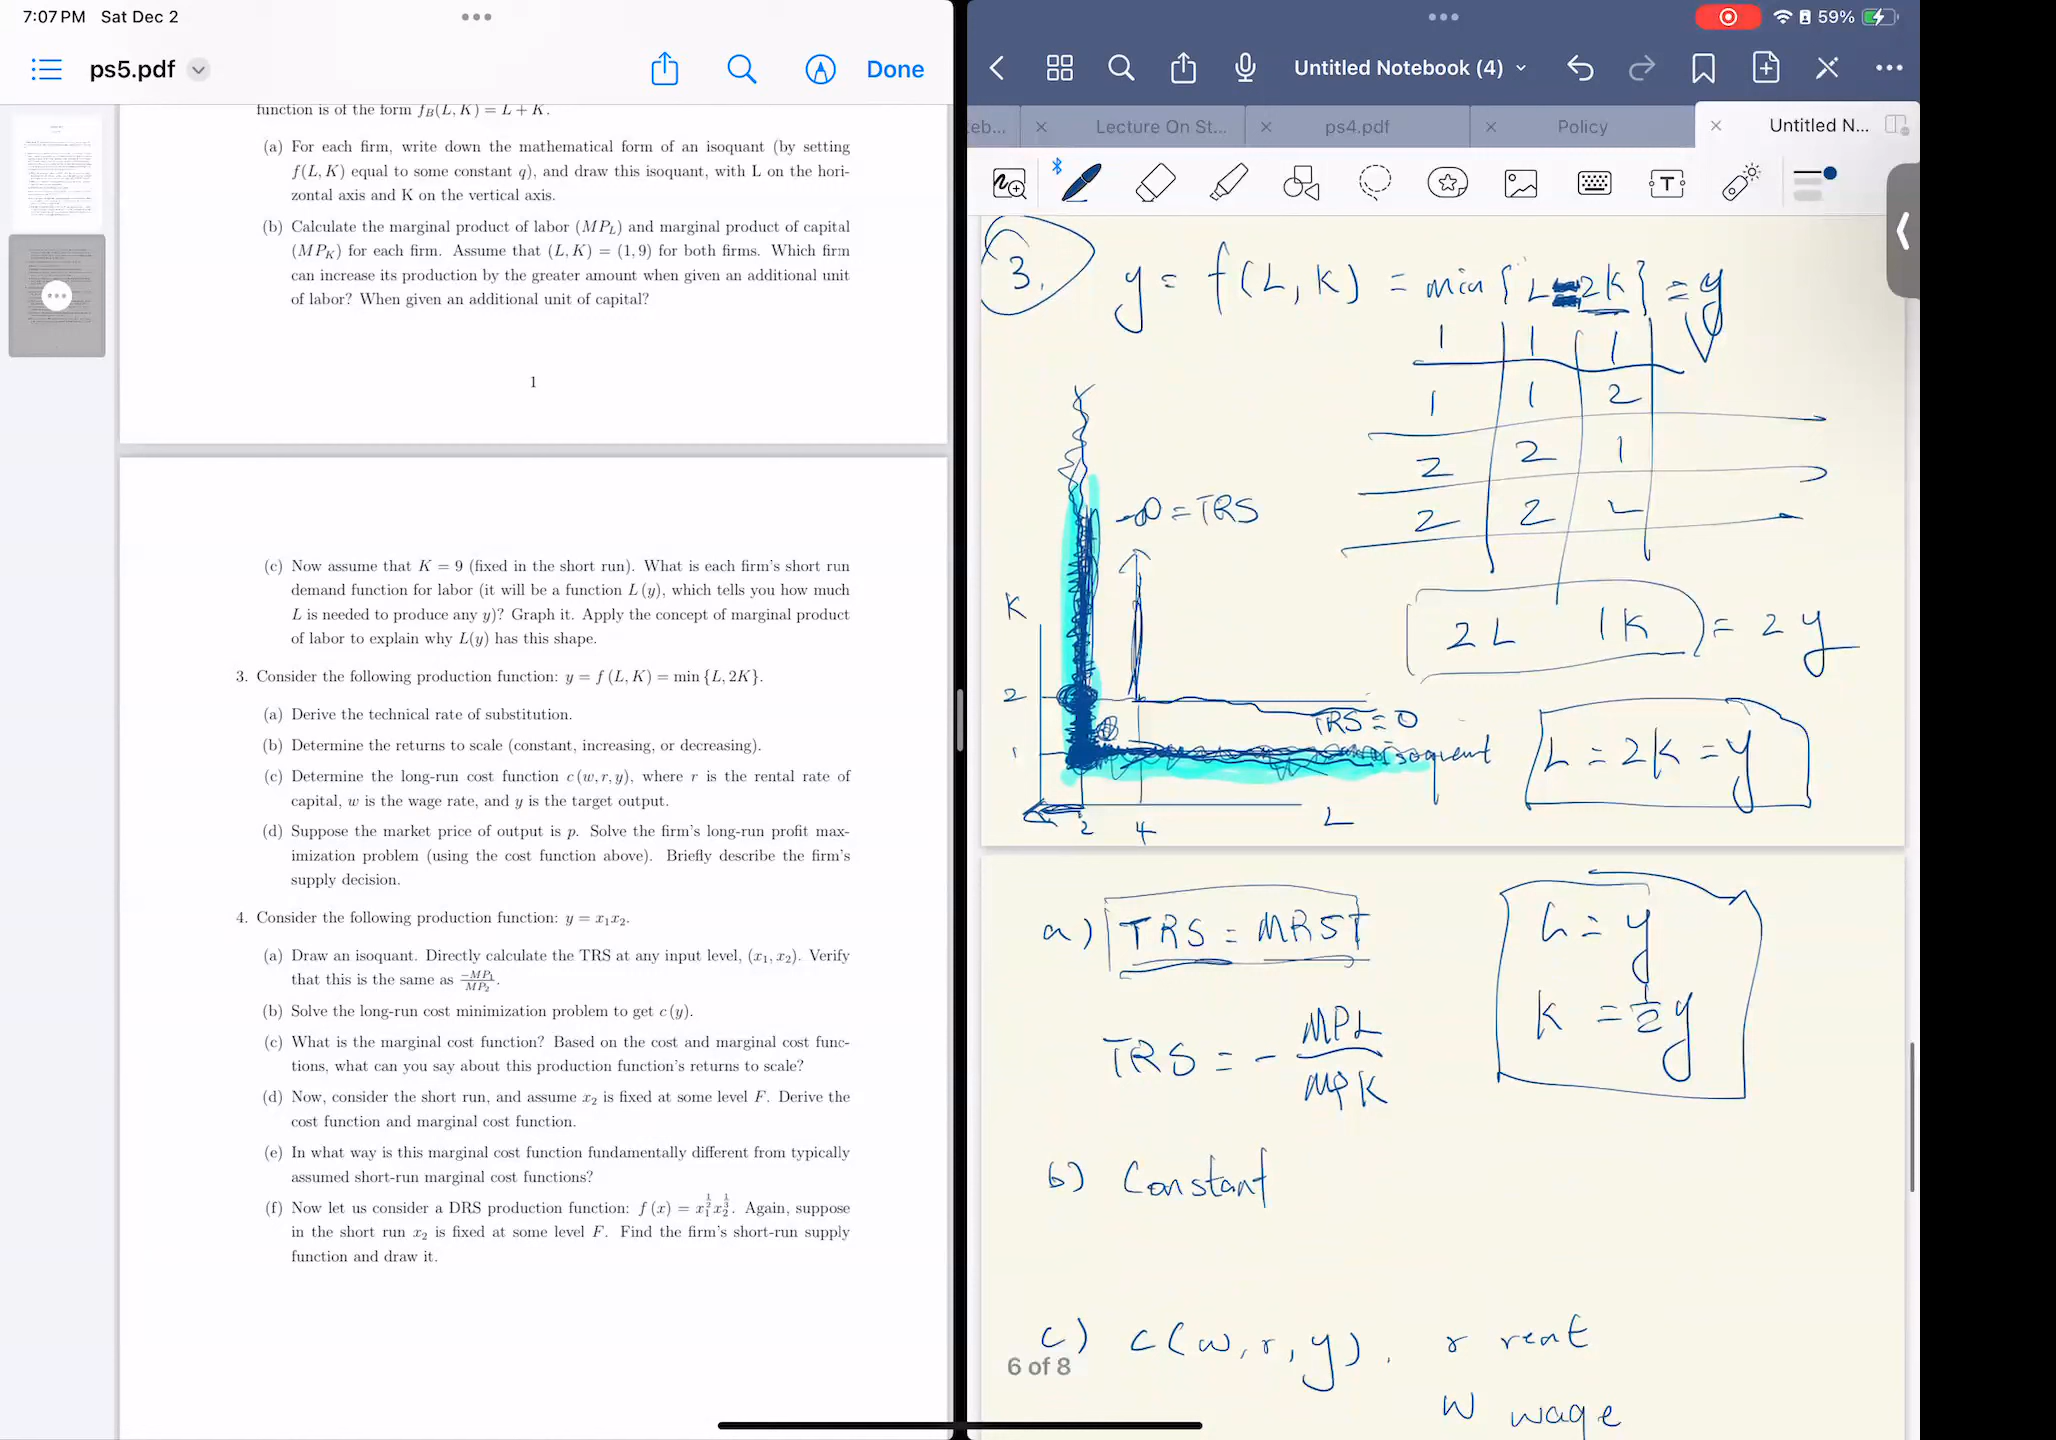 7:07 PM Sat Dec 2
ps5.pdf
Done
function is of the form f_B(L, K) = L + K.
(a) For each firm, write down the mathematical form of an isoquant (by setting
f(L, K) equal to some constant q), and draw this isoquant, with L on the hori-
zontal axis and K on the vertical axis.
(b) Calculate the marginal product of labor (MP_L) and marginal product of capital
(MP_K) for each firm. Assume that (L, K) = (1, 9) for both firms. Which firm
can increase its production by the greater amount when given an additional unit
of labor? When given an additional unit of capital?
1
(c) Now assume that K = 9 (fixed in the short run). What is each firm's short run
demand function for labor (it will be a function L(y), which tells you how much
L is needed to produce any y)? Graph it. Apply the concept of marginal product
of labor to explain why L(y) has this shape.
3. Consider the following production function: y = f (L, K) = min {L, 2K}.
(a) Derive the technical rate of substitution.
(b) Determine the returns to scale (constant, increasing, or decreasing).
(c) Determine the long-run cost function c (w, r, y), where r is the rental rate of
capital, w is the wage rate, and y is the target output.
(d) Suppose the market price of output is p. Solve the firm's long-run profit max-
imization problem (using the cost function above). Briefly describe the firm's
supply decision.
4. Consider the following production function: y = x₁x₂.
(a) Draw an isoquant. Directly calculate the TRS at any input level, (x₁, x₂). Verify
that this is the same as -MP₁/MP₂.
(b) Solve the long-run cost minimization problem to get c (y).
(c) What is the marginal cost function? Based on the cost and marginal cost func-
tions, what can you say about this production function's returns to scale?
(d) Now, consider the short run, and assume x₂ is fixed at some level F. Derive the
cost function and marginal cost function.
(e) In what way is this marginal cost function fundamentally different from typically
assumed short-run marginal cost functions?
(f) Now let us consider a DRS production function: f (x) = x₁^(1/2) x₂^(1/3). Again, suppose
in the short run x₂ is fixed at some level F. Find the firm's short-run supply
function and draw it.
59%
Untitled Notebook (4)
eb...
Lecture On St...
ps4.pdf
Policy
Untitled N...
3. y = f(L, K) = min { L = 2K } = y
1 1 1
1 1 2
2 2 1
2 2 2
-∞ = TRS
K
2L 1K = 2y
2
TRS = 0
1
isoquent
L = 2K = y
2 4 L
a) TRS = MRST
L = y
K = 1/2 y
TRS = - MPL/MPK
b) Constant
c) c(w, r, y). r rent
6 of 8
w wage